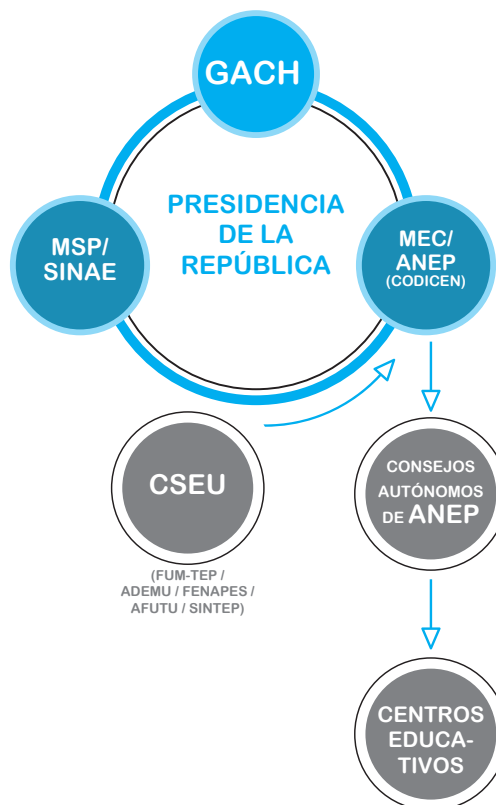 GACH
PRESIDENCIA
DE LA
REPÚBLICA
MSP/
SINAE
MEC/
ANEP
(CODICEN)
CSEU
(FUM-TEP /
ADEMU / FENAPES /
AFUTU / SINTEP)
CONSEJOS
AUTÓNOMOS
DE ANEP
CENTROS
EDUCA-
TIVOS